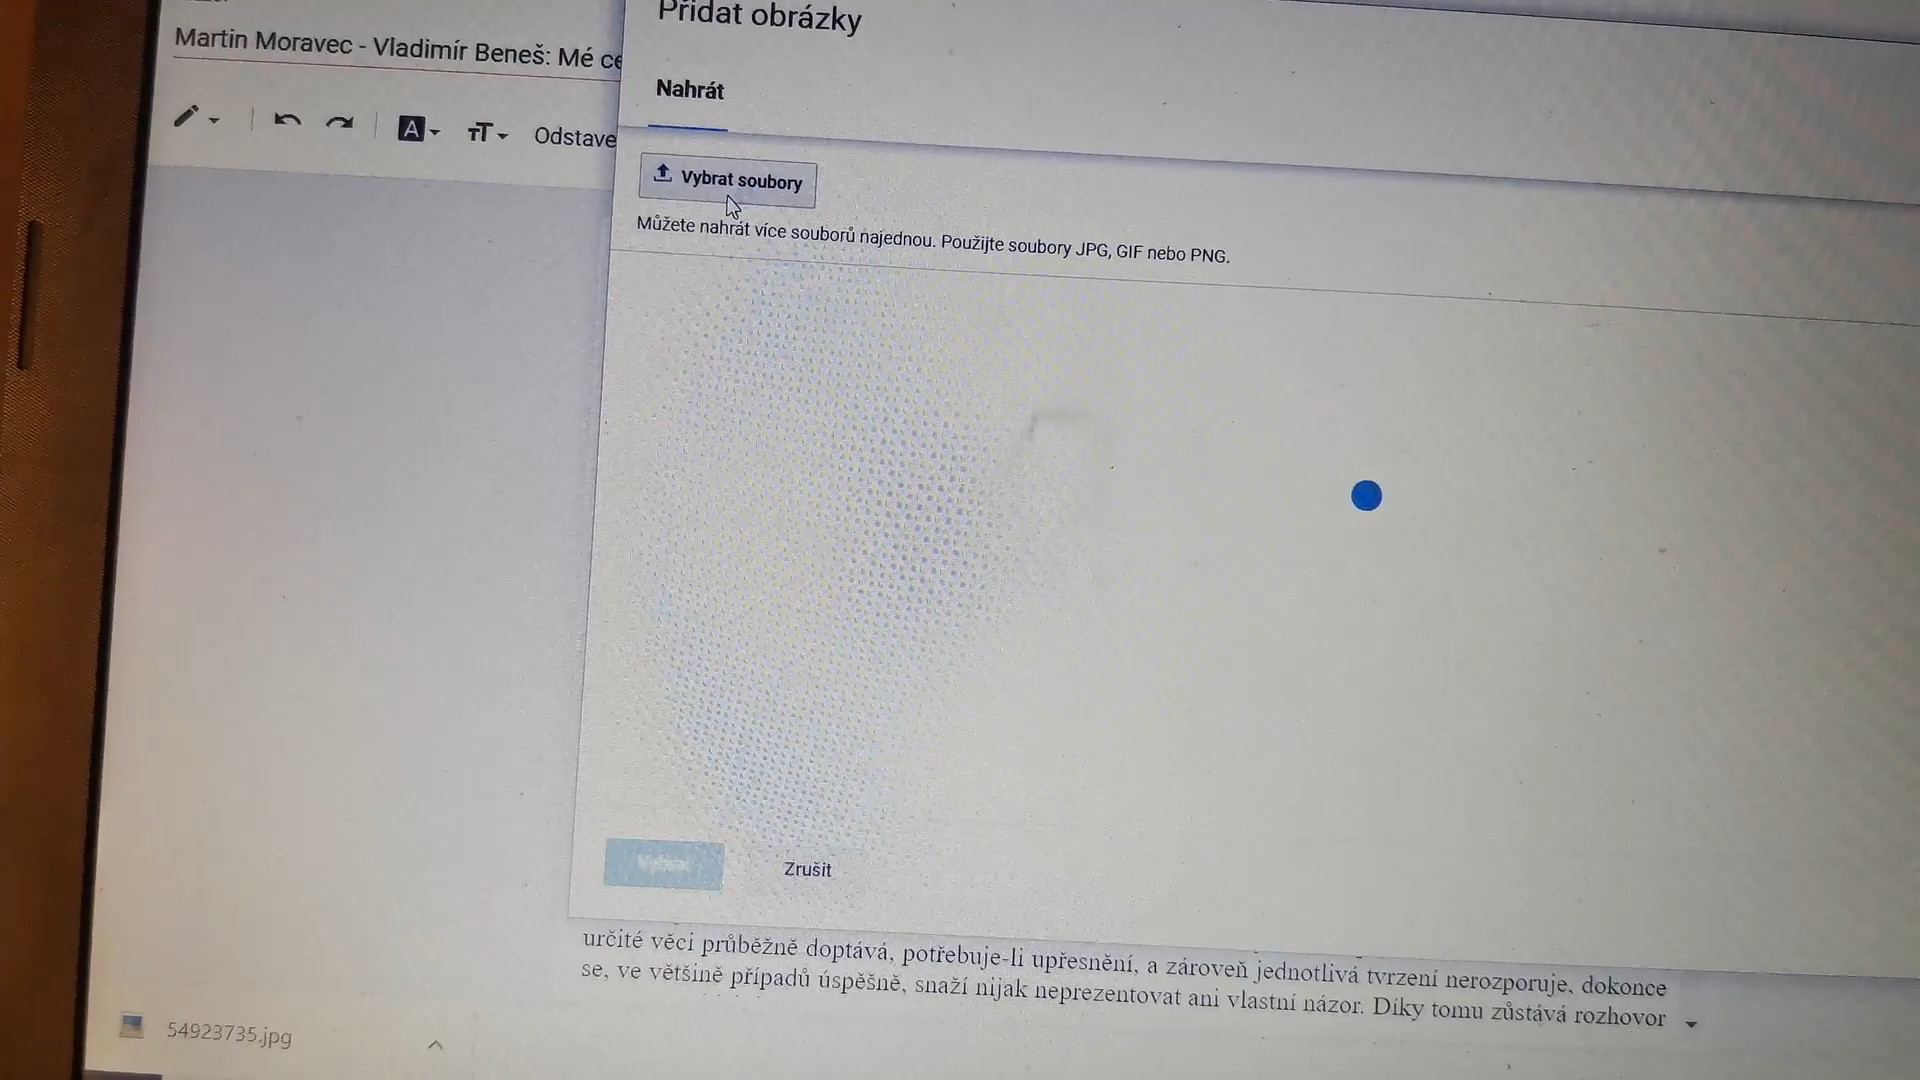 Přidat obrázky
Martin Moravec - Vladimír Beneš: Mé
Nahrát
A
TT
Vybrat soubory
Můžete nahrát více souborů najednou. Použijte soubory JPG, GIF nebo PNG.
Zrušit
určité věci průběžně doptává, potřebuje-li upřesnění, a zároveň jednotlivá tvrzení nerozporuje, dokonce
se, ve většině případů úspěšně, snaží nijak neprezentovat ani vlastní názor. Díky tomu zůstává rozhovor
54923735.jpg